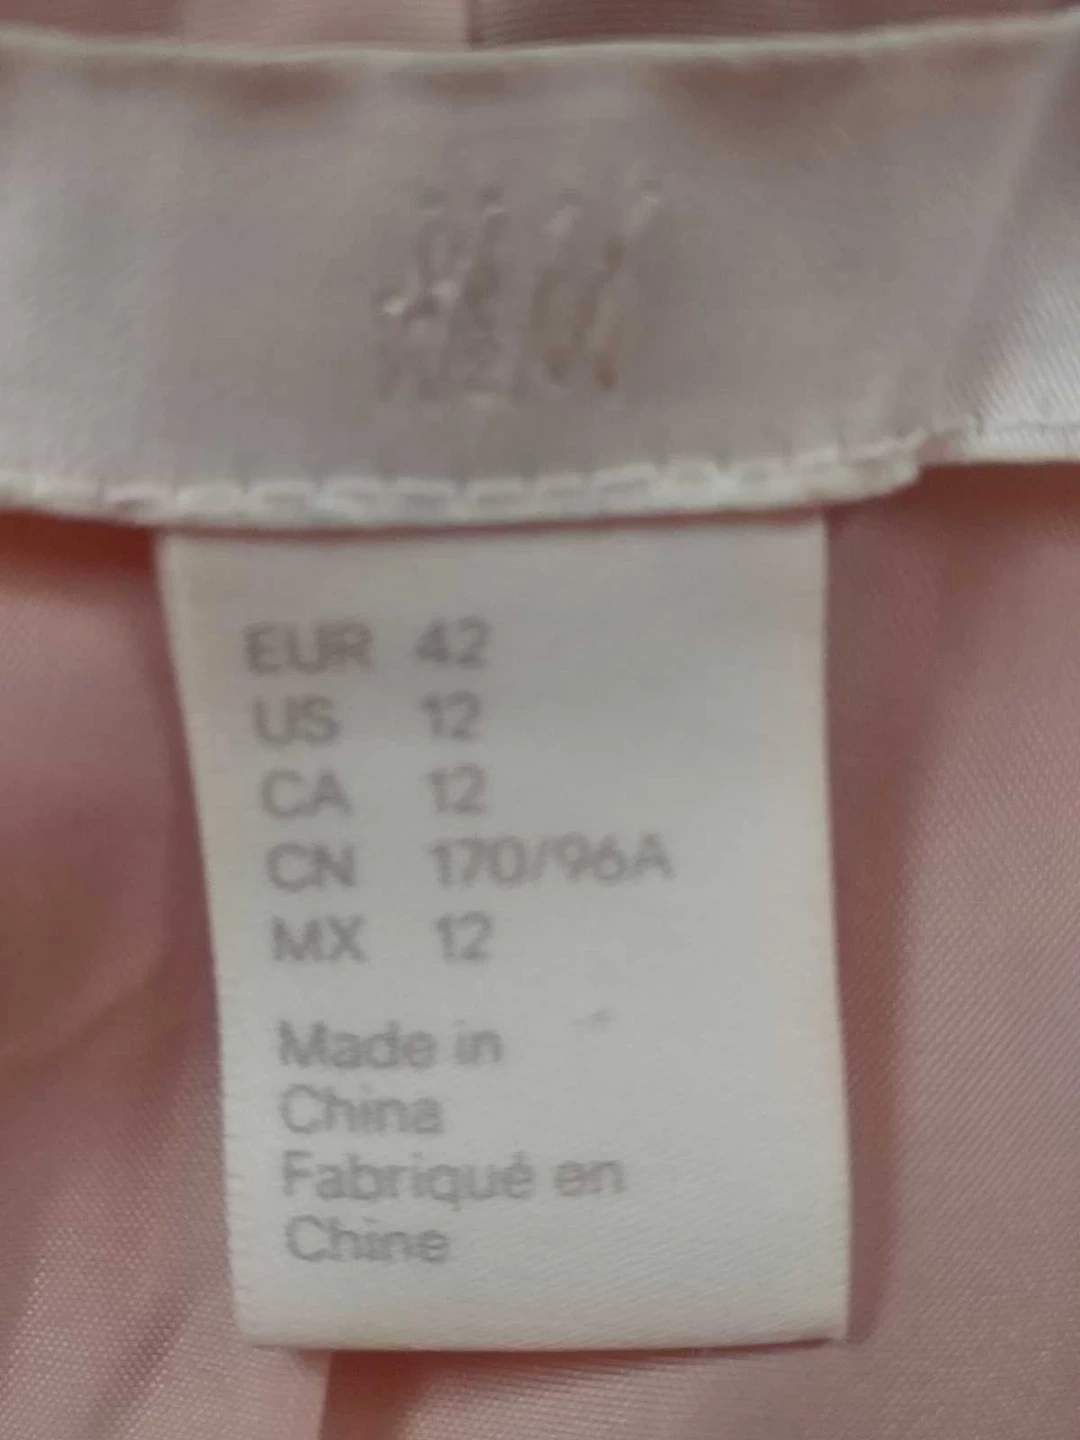 EUR 42
US 12
CA 12
CN 170/96A
MX 12
Made in
China
Fabriqué en
Chine